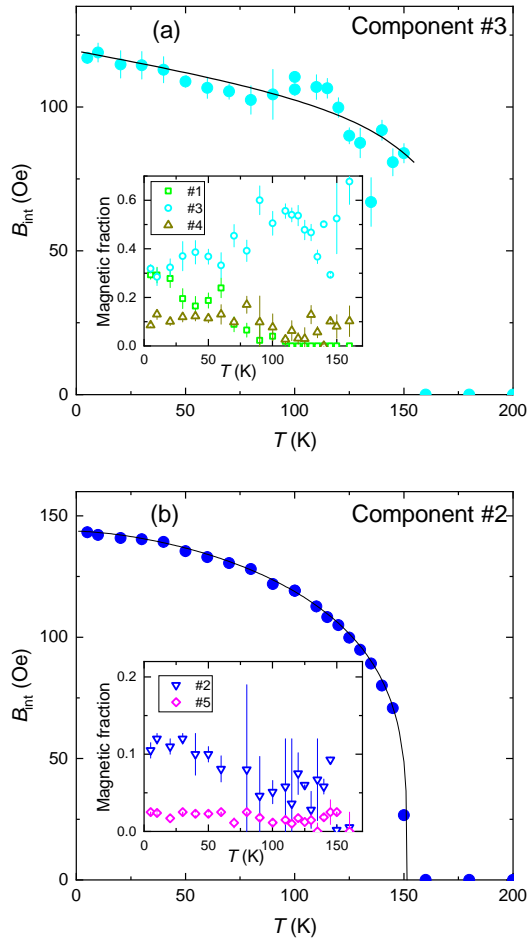 (a)
Component #3
B_int (Oe)
100
50
0
Magnetic fraction
0.6
0.4
0.2
0.0
#1
#3
#4
0 50 100 150
T (K)
0 50 100 150 200
T (K)
(b)
Component #2
B_int (Oe)
150
100
50
0
Magnetic fraction
0.2
0.1
0.0
#2
#5
0 50 100 150
T (K)
0 50 100 150 200
T (K)